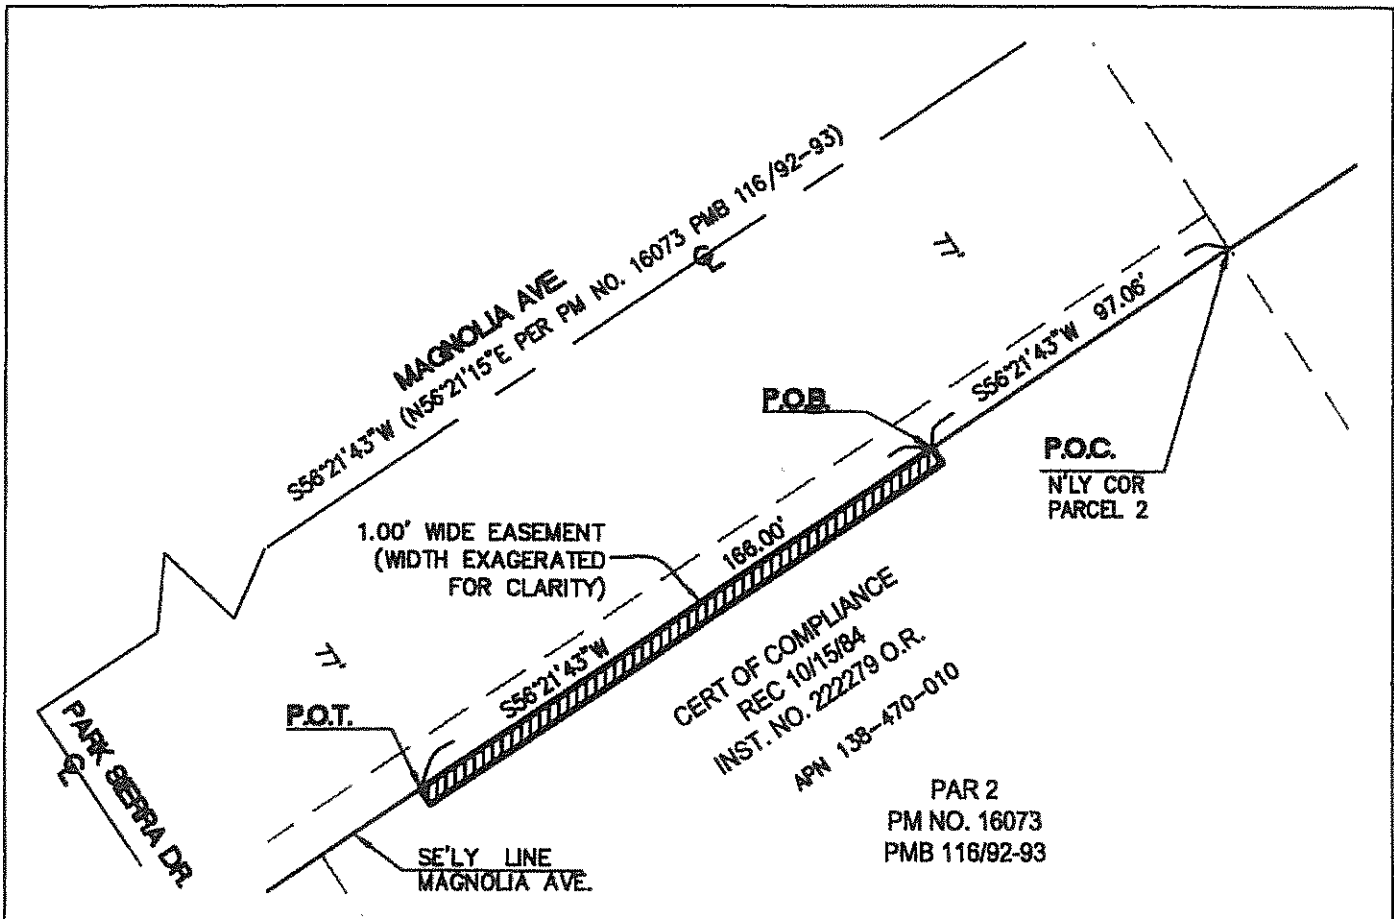 MAGNOLIA AVE.
S56°21'43"W (N56°21'15"E PER PM NO. 16073 PMB 116/92-93)
CL
77'
S56°21'43"W 97.06'
P.O.B.
P.O.C.
N'LY COR
PARCEL 2
1.00' WIDE EASEMENT
(WIDTH EXAGERATED
FOR CLARITY)
166.00'
S56°21'43"W
77'
P.O.T.
CERT OF COMPLIANCE
REC 10/15/84
INST. NO. 222279 O.R.
APN 138-470-010
PARK SIERRA DR.
CL
PAR 2
PM NO. 16073
PMB 116/92-93
SE'LY LINE
MAGNOLIA AVE.